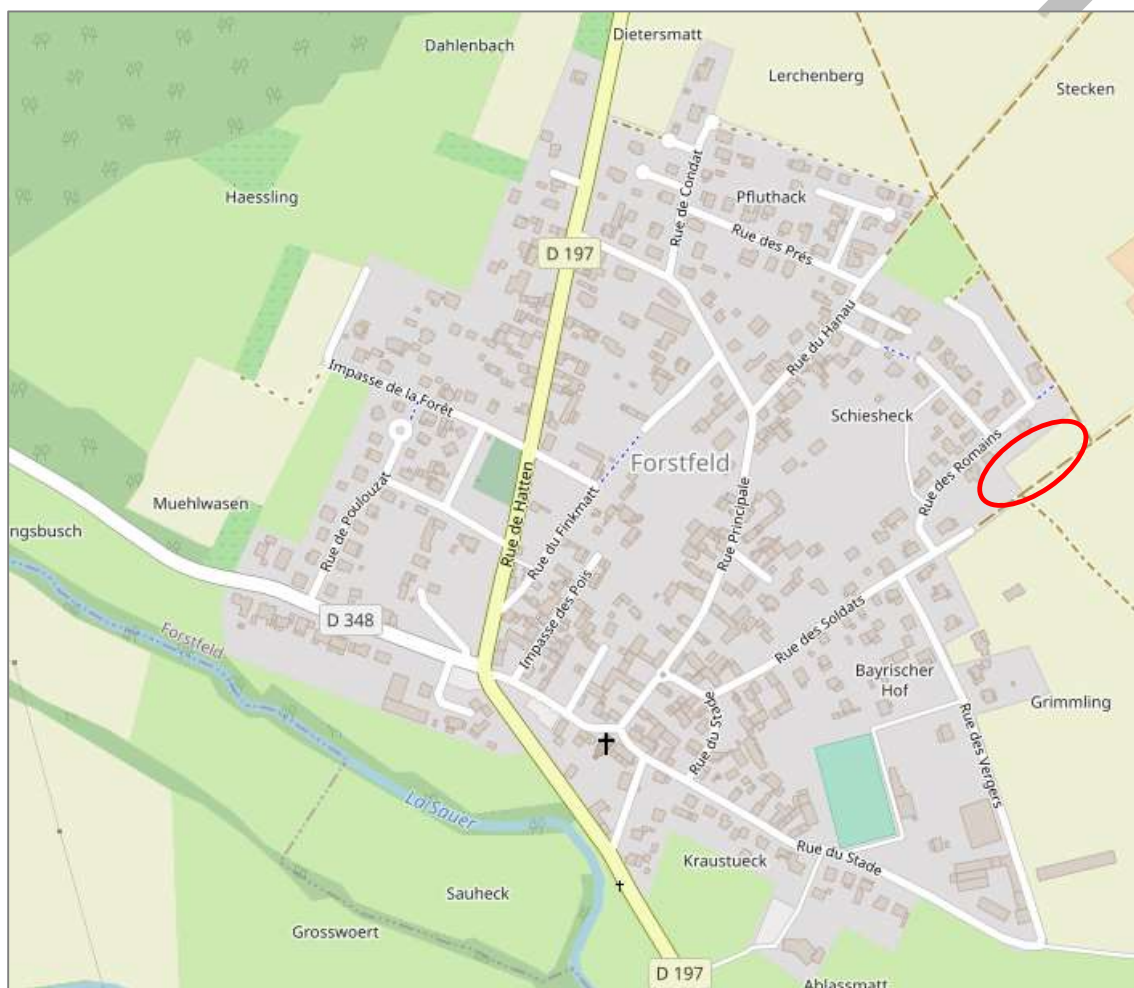 Dietersmatt
Dahlenbach
Lerchenberg
Stecken
Haessling
Pfluthack
Rue de Condat
Rue des Prés
D 197
Rue du Hanau
Impasse de la Forêt
Schiesheck
Forstfeld
Rue des Romains
Rue de Poulouzat
Rue de Hatten
Rue du Finkmatt
Rue Principale
Muehlwasen
ngsbusch
Impasse des Pois
Rue des Soldats
D 348
Forstfeld
Bayrischer
Hof
Grimmling
Rue du Stade
Rue des Vergers
La Sauer
Rue du Stade
Kraustueck
Sauheck
Grosswoert
D 197
Ablassmatt